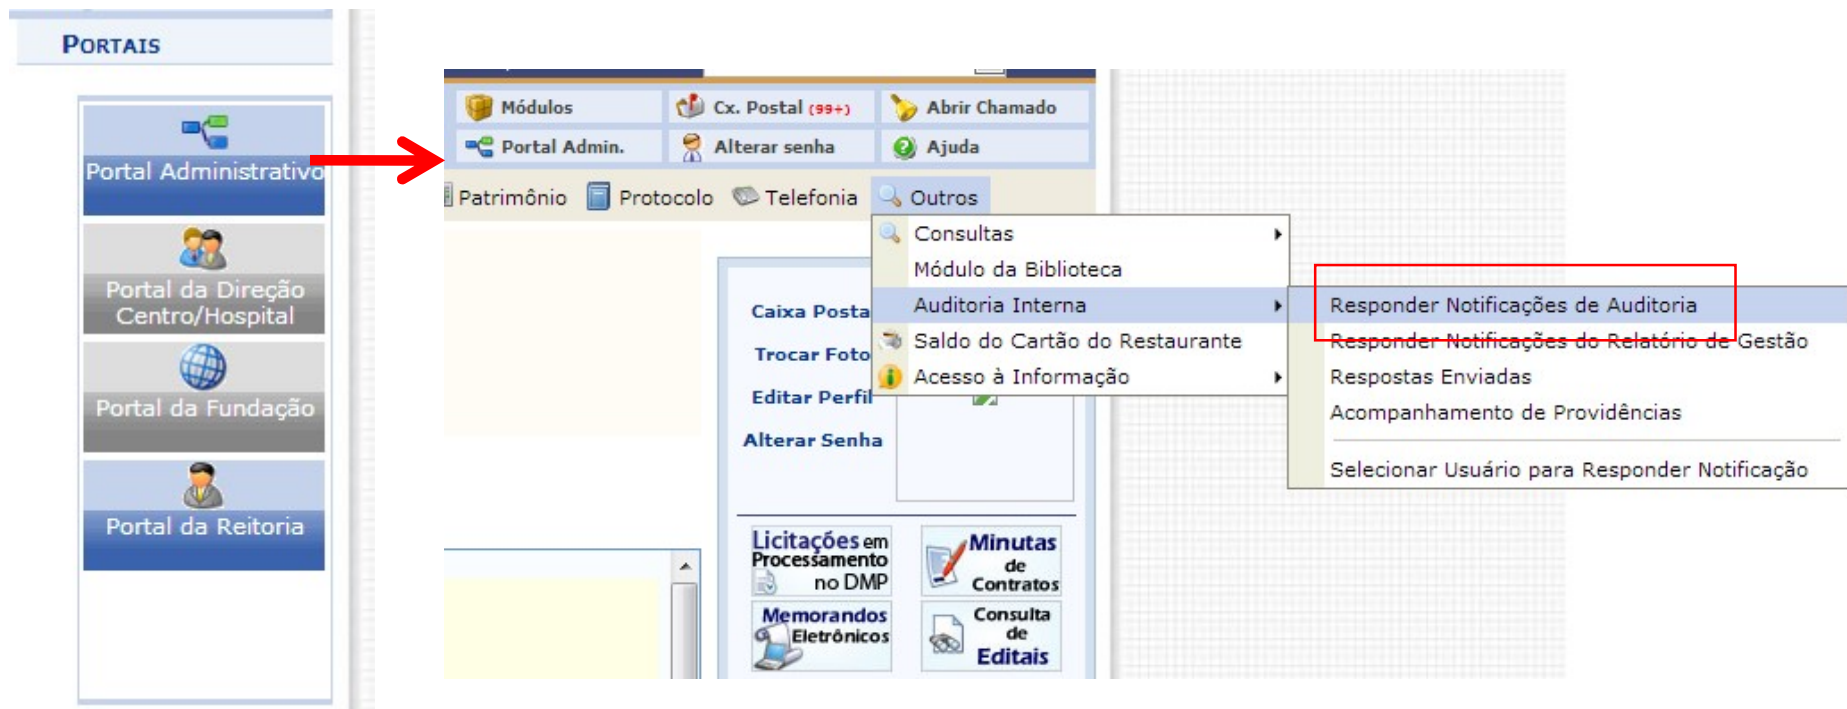 PORTAIS
Portal Administrativo
Portal da Direção
Centro/Hospital
Portal da Fundação
Portal da Reitoria
Módulos
Cx. Postal (99+)
Abrir Chamado
Portal Admin.
Alterar senha
Ajuda
Patrimônio
Protocolo
Telefonia
Outros
Consultas
Módulo da Biblioteca
Auditoria Interna
Saldo do Cartão do Restaurante
Acesso à Informação
Responder Notificações de Auditoria
Responder Notificações do Relatório de Gestão
Respostas Enviadas
Acompanhamento de Providências
Selecionar Usuário para Responder Notificação
Caixa Posta
Trocar Foto
Editar Perfil
Alterar Senha
Licitações em
Processamento
no DMP
Minutas
de
Contratos
Memorandos
Eletrônicos
Consulta
de
Editais